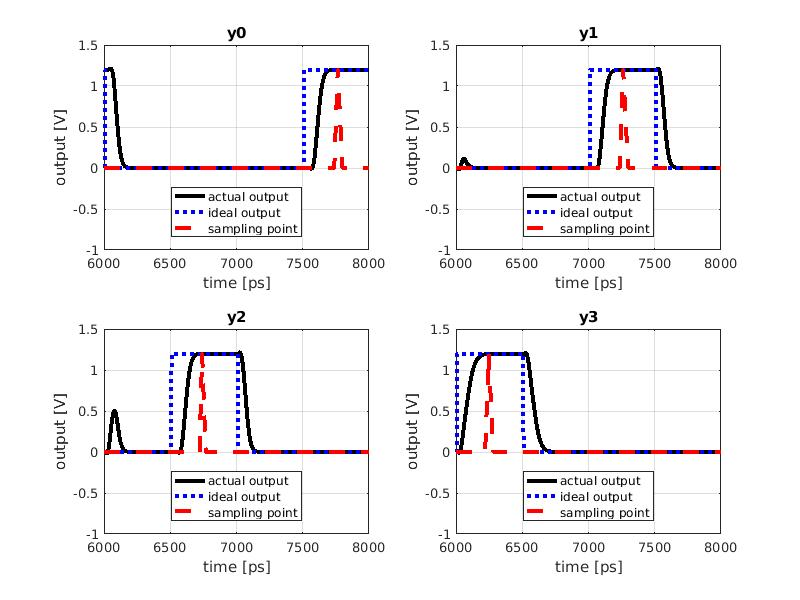 y0
1.5
1
0.5
0
-0.5
-1
output [V]
actual output
ideal output
sampling point
6000 6500 7000 7500 8000
time [ps]
y1
1.5
1
0.5
0
-0.5
-1
output [V]
actual output
ideal output
sampling point
6000 6500 7000 7500 8000
time [ps]
y2
1.5
1
0.5
0
-0.5
-1
output [V]
actual output
ideal output
sampling point
6000 6500 7000 7500 8000
time [ps]
y3
1.5
1
0.5
0
-0.5
-1
output [V]
actual output
ideal output
sampling point
6000 6500 7000 7500 8000
time [ps]